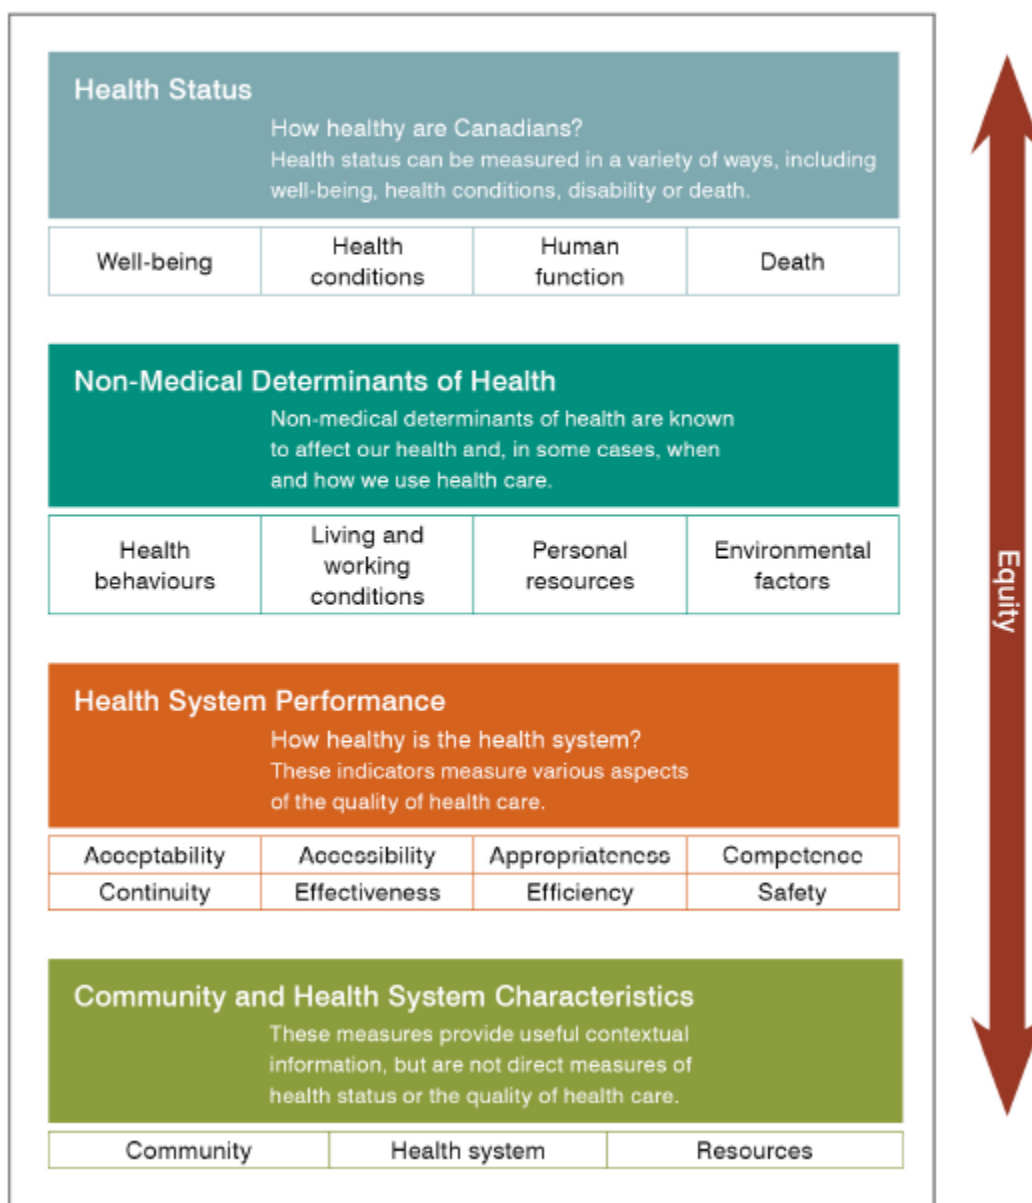 Health Status
How healthy are Canadians?
Health status can be measured in a variety of ways, including
well-being, health conditions, disability or death.
Well-being
Health
conditions
Human
function
Death
Non-Medical Determinants of Health
Non-medical determinants of health are known
to affect our health and, in some cases, when
and how we use health care.
Health
behaviours
Living and
working
conditions
Personal
resources
Environmental
factors
Health System Performance
How healthy is the health system?
These indicators measure various aspects
of the quality of health care.
Acceptability
Accessibility
Appropriateness
Competence
Continuity
Effectiveness
Efficiency
Safety
Community and Health System Characteristics
These measures provide useful contextual
information, but are not direct measures of
health status or the quality of health care.
Community
Health system
Resources
Equity